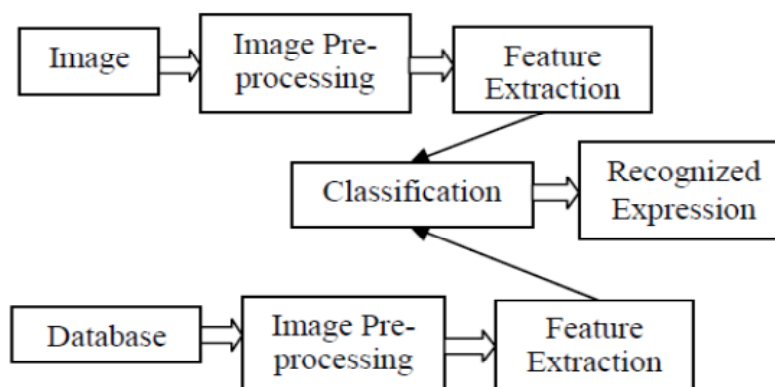 Image
Image Pre-
processing
Feature
Extraction
Classification
Recognized
Expression
Database
Image Pre-
processing
Feature
Extraction